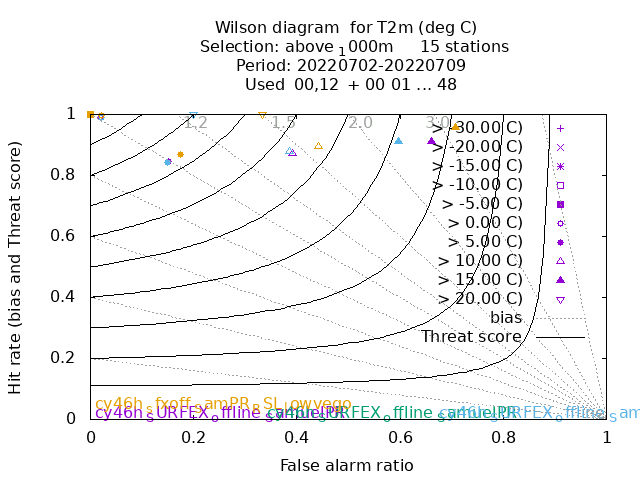 Wilson diagram for T2m (deg C)
Selection: above 1000m 15 stations
Period: 20220702-20220709
Used 00,12 + 00 01 ... 48
Hit rate (bias and Threat score)
1
0.8
0.6
0.4
0.2
0
1.2 1.5 2.0 3.0
> -30.00 C)
> -20.00 C)
> -15.00 C)
> -10.00 C)
> -5.00 C)
> 0.00 C)
> 5.00 C)
> 10.00 C)
> 15.00 C)
> 20.00 C)
bias
Threat score
cy46h_sfxoff_samPR_RSL_lowvego
cy46h_SURFEX_offline_sampleIPR
0 0.2 0.4 0.6 0.8 1
False alarm ratio